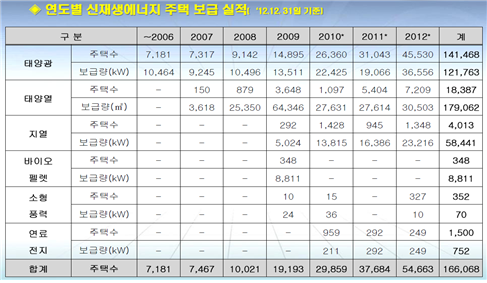 ◈ 연도별 신재생에너지 주택 보급 실적( '12.12.31일 기준)
구 분 ~2006 2007 2008 2009 2010* 2011* 2012* 계
태양광 주택수 7,181 7,317 9,142 14,895 26,360 31,043 45,530 141,468
보급량(kW) 10,464 9,245 10,496 13,511 22,425 19,066 36,556 121,763
태양열 주택수 – 150 879 3,648 1,097 5,404 7,209 18,387
보급량(㎡) – 3,618 25,350 64,346 27,631 27,614 30,503 179,062
지열 주택수 – – – 292 1,428 945 1,348 4,013
보급량(kW) – – – 5,024 13,815 16,386 23,216 58,441
바이오 주택수 – – – 348 – – – 348
펠렛 보급량(kW) – – – 8,811 – – – 8,811
소형 주택수 – – – 10 15 – 327 352
풍력 보급량(kW) – – – 24 36 – 10 70
연료 주택수 – – – – 959 292 249 1,500
전지 보급량(kW) – – – – 211 292 249 752
합계 주택수 7,181 7,467 10,021 19,193 29,859 37,684 54,663 166,068